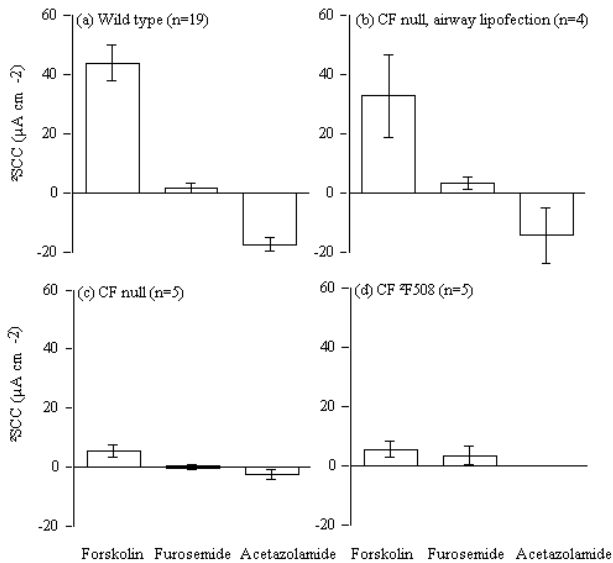 60
(a) Wild type (n=19)
40
20
0
-20
²SCC (µA cm -2)
60
(b) CF null, airway lipofection (n=4)
40
20
0
-20
60
(c) CF null (n=5)
40
20
0
-20
²SCC (µA cm -2)
Forskolin Furosemide Acetazolamide
60
(d) CF ²F508 (n=5)
40
20
0
-20
Forskolin Furosemide Acetazolamide